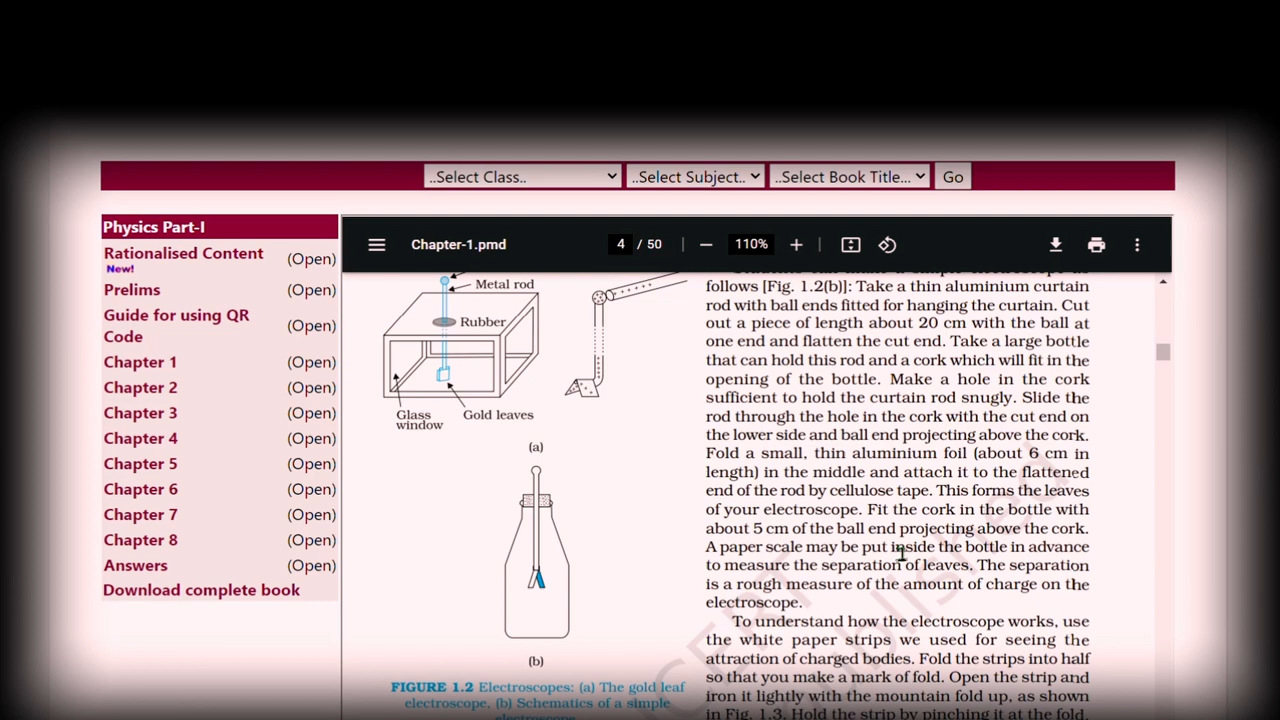 ..Select Class..
..Select Subject..
..Select Book Title...
Go
Physics Part-I
Rationalised Content (Open)
New!
Prelims (Open)
Guide for using QR
Code (Open)
Chapter 1 (Open)
Chapter 2 (Open)
Chapter 3 (Open)
Chapter 4 (Open)
Chapter 5 (Open)
Chapter 6 (Open)
Chapter 7 (Open)
Chapter 8 (Open)
Answers (Open)
Download complete book
Chapter-1.pmd
4 / 50
110%
Metal rod
Rubber
Glass
window
Gold leaves
(a)
(b)
FIGURE 1.2 Electroscopes: (a) The gold leaf
electroscope, (b) Schematics of a simple
electroscope.
follows [Fig. 1.2(b)]: Take a thin aluminium curtain
rod with ball ends fitted for hanging the curtain. Cut
out a piece of length about 20 cm with the ball at
one end and flatten the cut end. Take a large bottle
that can hold this rod and a cork which will fit in the
opening of the bottle. Make a hole in the cork
sufficient to hold the curtain rod snugly. Slide the
rod through the hole in the cork with the cut end on
the lower side and ball end projecting above the cork.
Fold a small, thin aluminium foil (about 6 cm in
length) in the middle and attach it to the flattened
end of the rod by cellulose tape. This forms the leaves
of your electroscope. Fit the cork in the bottle with
about 5 cm of the ball end projecting above the cork.
A paper scale may be put inside the bottle in advance
to measure the separation of leaves. The separation
is a rough measure of the amount of charge on the
electroscope.
To understand how the electroscope works, use
the white paper strips we used for seeing the
attraction of charged bodies. Fold the strips into half
so that you make a mark of fold. Open the strip and
iron it lightly with the mountain fold up, as shown
in Fig. 1.3. Hold the strip by pinching it at the fold.